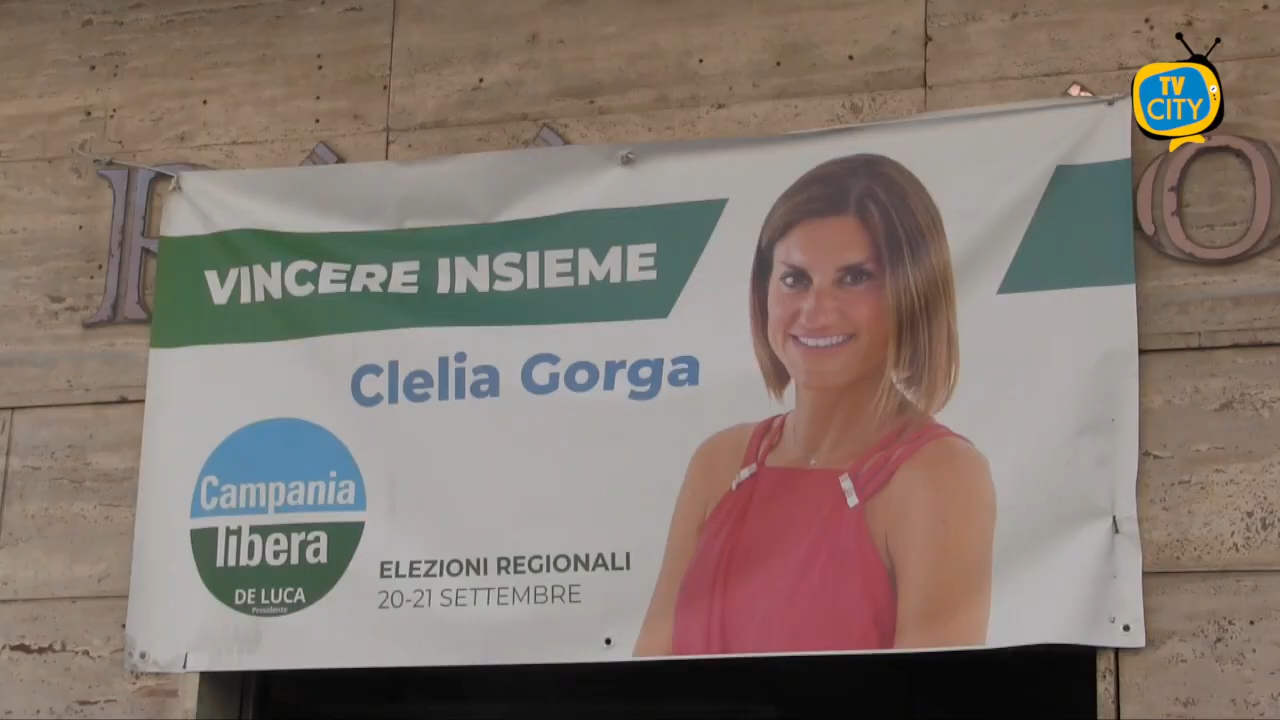 TV
CITY
VINCERE INSIEME
Clelia Gorga
Campania
libera
DE LUCA
Presidente
ELEZIONI REGIONALI
20-21 SETTEMBRE
O